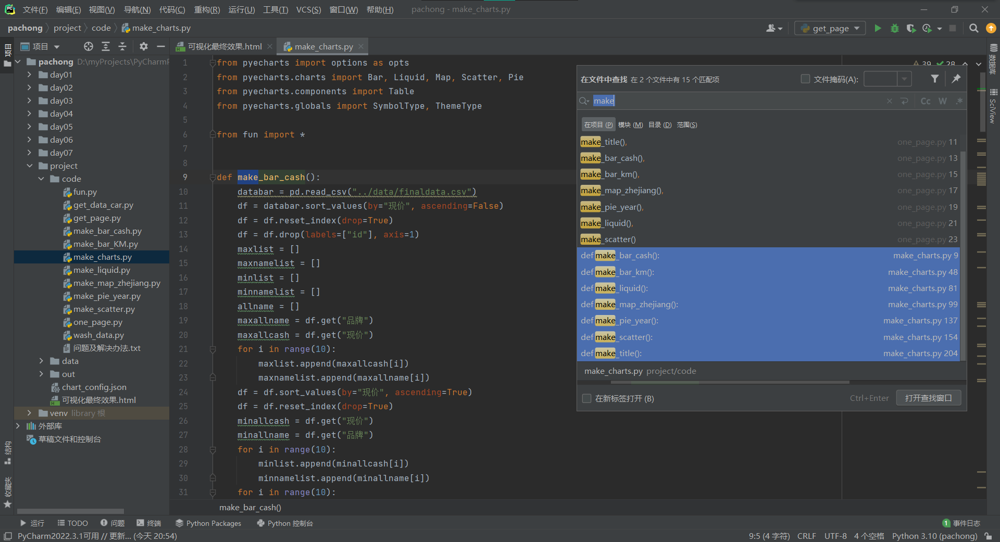 文件(F) 编辑(E) 视图(V) 导航(N) 代码(C) 重构(R) 运行(U) 工具(T) VCS(S) 窗口(W) 帮助(H) pachong - make_charts.py
pachong project code make_charts.py
get_page
项目
项目
可视化最终效果.html
make_charts.py
pachong D:\myProjects\PyCharmP
day01
day02
day03
day04
day05
day06
day07
project
code
fun.py
get_data_car.py
get_page.py
make_bar_cash.py
make_bar_KM.py
make_charts.py
make_liquid.py
make_map_zhejiang.py
make_pie_year.py
make_scatter.py
one_page.py
wash_data.py
问题及解决办法.txt
data
out
chart_config.json
可视化最终效果.html
venv library 根
外部库
草稿文件和控制台
结构
收藏夹
1 from pyecharts import options as opts
2 from pyecharts.charts import Bar, Liquid, Map, Scatter, Pie
3 from pyecharts.components import Table
4 from pyecharts.globals import SymbolType, ThemeType
5
6 from fun import *
7
8
9 def make_bar_cash():
10 databar = pd.read_csv("../data/finaldata.csv")
11 df = databar.sort_values(by="现价", ascending=False)
12 df = df.reset_index(drop=True)
13 df = df.drop(labels=["id"], axis=1)
14 maxlist = []
15 maxnamelist = []
16 minlist = []
17 minnamelist = []
18 allname = []
19 maxallname = df.get("品牌")
20 maxallcash = df.get("现价")
21 for i in range(10):
22 maxlist.append(maxallcash[i])
23 maxnamelist.append(maxallname[i])
24 df = df.sort_values(by="现价", ascending=True)
25 df = df.reset_index(drop=True)
26 minallcash = df.get("现价")
27 minallname = df.get("品牌")
28 for i in range(10):
29 minlist.append(minallcash[i])
30 minnamelist.append(minallname[i])
31 for i in range(10):
make_bar_cash()
39 28
在文件中查找 在 2 个文件中有 15 个匹配项 文件掩码(A):
make Cc W .*
在项目 (P) 模块 (M) 目录 (D) 范围(S)
make_title(), one_page.py 11
make_bar_cash(), one_page.py 13
make_bar_km(), one_page.py 15
make_map_zhejiang(), one_page.py 17
make_pie_year(), one_page.py 19
make_liquid(), one_page.py 21
make_scatter() one_page.py 23
def make_bar_cash(): make_charts.py 9
def make_bar_km(): make_charts.py 48
def make_liquid(): make_charts.py 81
def make_map_zhejiang(): make_charts.py 99
def make_pie_year(): make_charts.py 137
def make_scatter(): make_charts.py 154
def make_title(): make_charts.py 204
make_charts.py project/code
在新标签打开 (B) Ctrl+Enter 打开查找窗口
数据库
SciView
运行 TODO 问题 终端 Python Packages Python 控制台 1 事件日志
PyCharm2022.3.1可用 // 更新... (今天 20:54) 9:5 (4 字符) CRLF UTF-8 4 个空格 Python 3.10 (pachong)